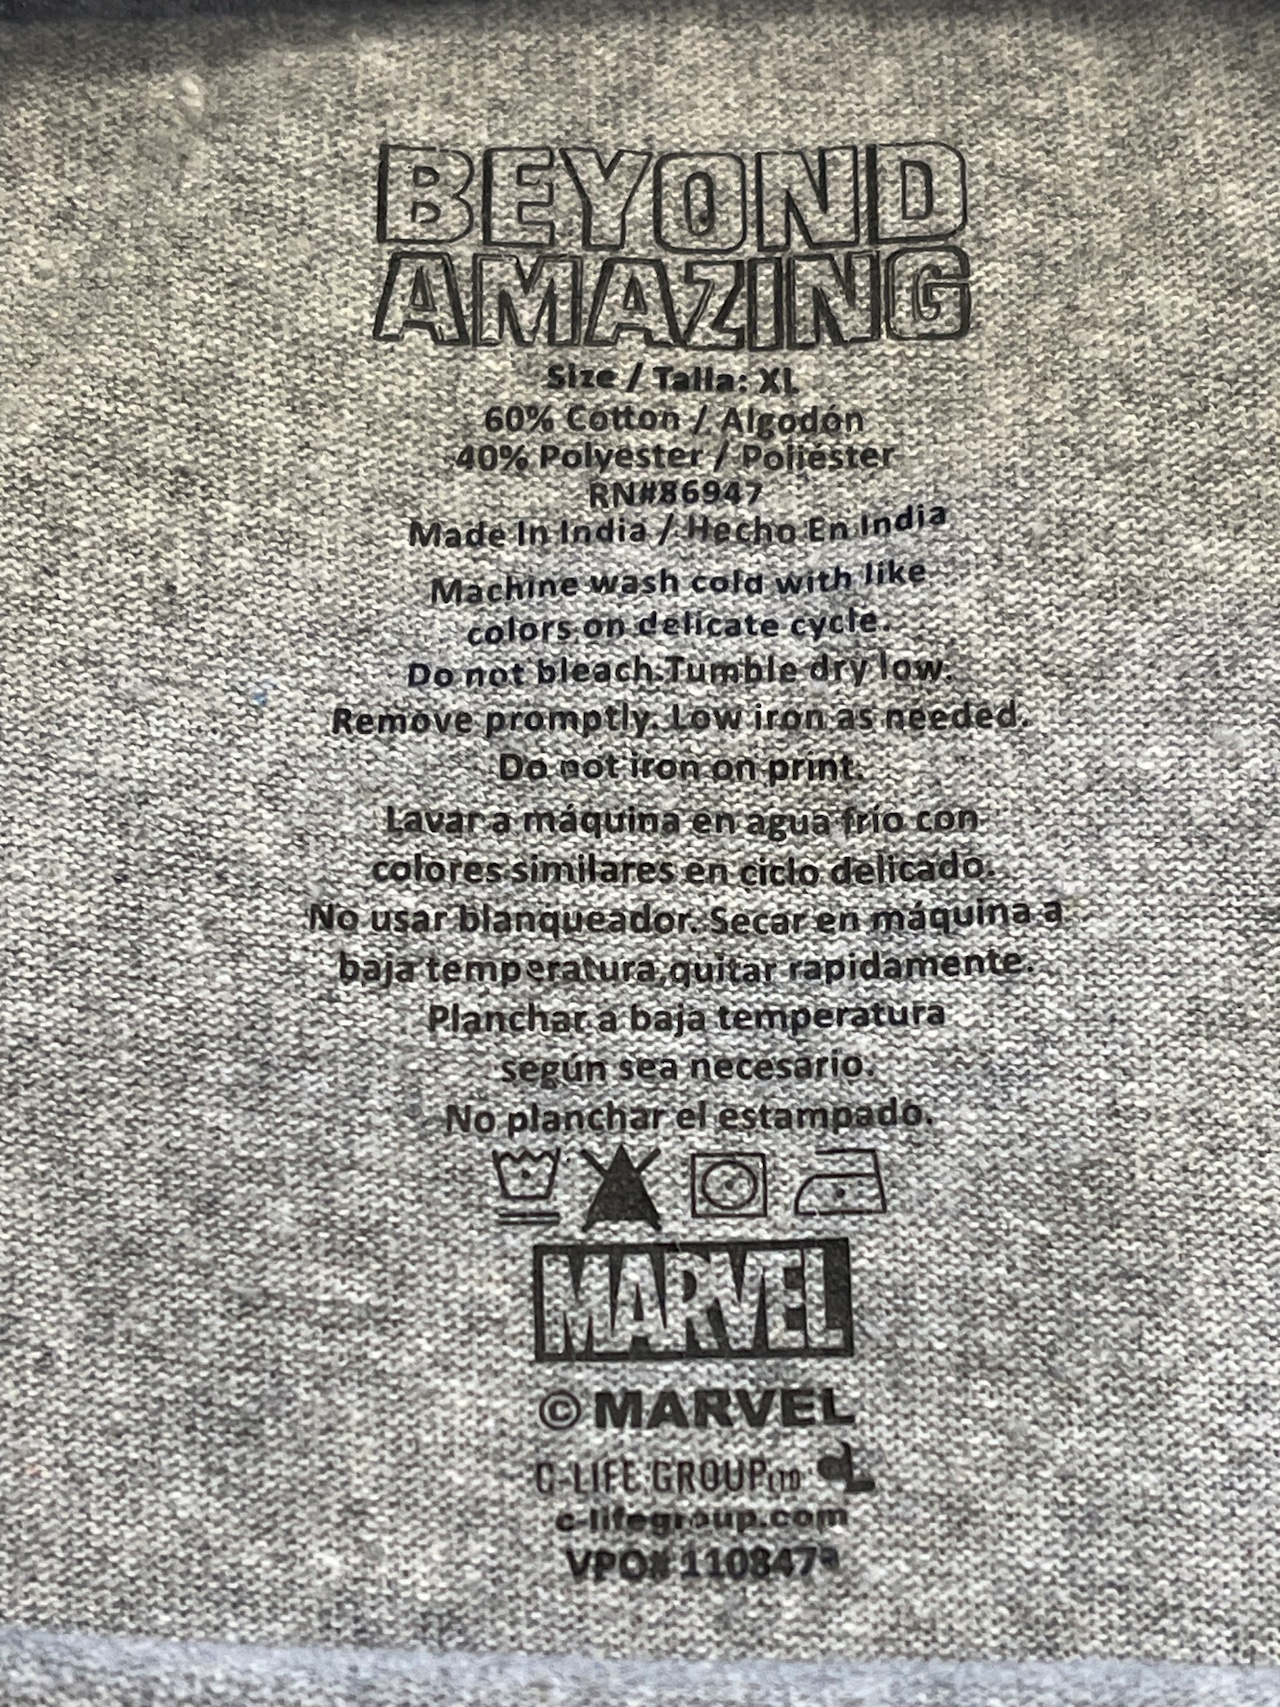 BEYOND
AMAZING
Size / Talla: XL
60% Cotton / Algodón
40% Polyester / Poliéster
RN#86947
Made In India / Hecho En India
Machine wash cold with like
colors on delicate cycle.
Do not bleach.Tumble dry low.
Remove promptly. Low iron as needed.
Do not iron on print.
Lavar a máquina en agua frío con
colores similares en ciclo delicado.
No usar blanqueador. Secar en máquina a
baja temperatura,quitar rapidamente.
Planchar a baja temperatura
según sea necesario.
No planchar el estampado.
MARVEL
© MARVEL
C-LIFE GROUP LTD
c-lifegroup.com
VPO#